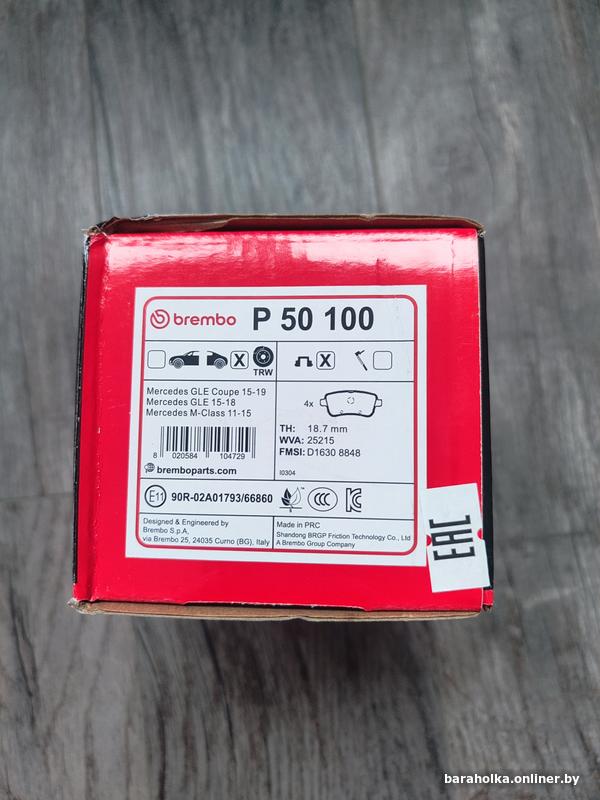 brembo P 50 100
X TRW X
Mercedes GLE Coupe 15-19
Mercedes GLE 15-18
Mercedes M-Class 11-15
8 020584 104729
bremboparts.com
4x
TH: 18.7 mm
WVA: 25215
FMSI: D1630 8848
I0304
E11 90R-02A01793/66860 CCC KC
Designed & Engineered by
Brembo S.p.A,
via Brembo 25, 24035 Curno (BG), Italy
Made in PRC
Shandong BRGP Friction Technology Co., Ltd
A Brembo Group Company
EAC
baraholka.onliner.by